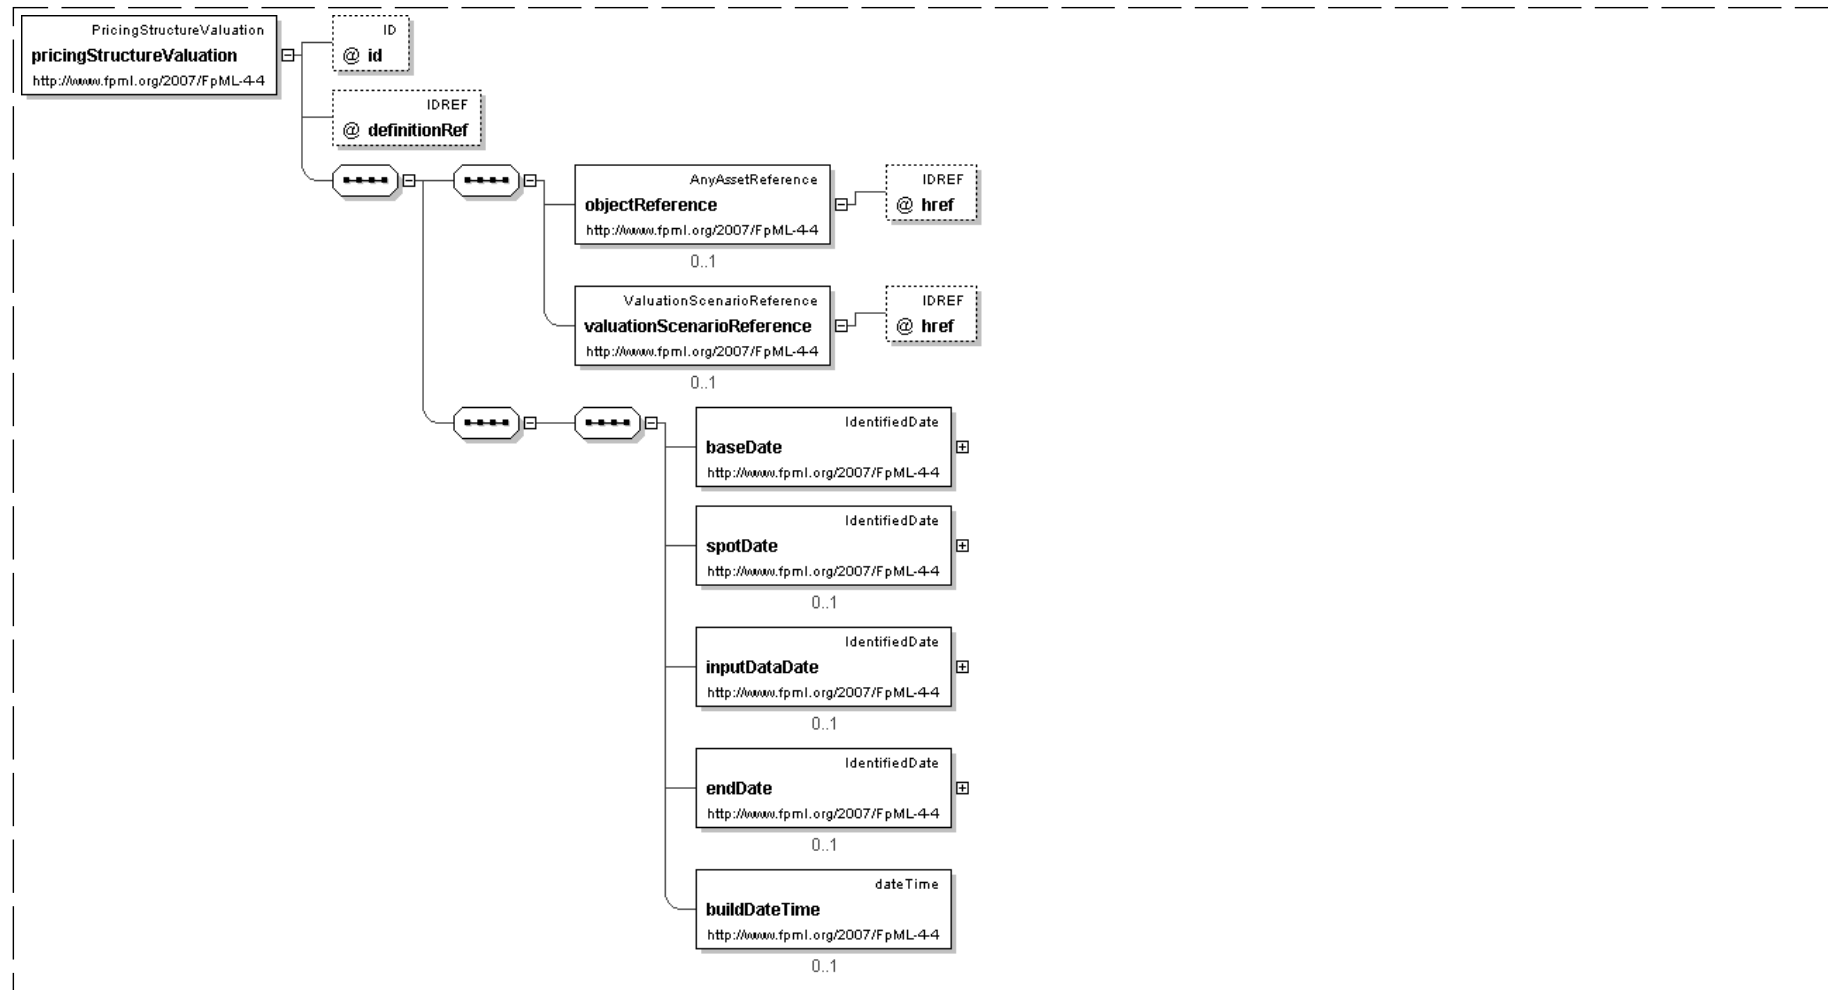 PricingStructureValuation
pricingStructureValuation
http://www.fpml.org/2007/FpML-4-4
ID
@ id
IDREF
@ definitionRef
AnyAssetReference
objectReference
http://www.fpml.org/2007/FpML-4-4
0..1
IDREF
@ href
ValuationScenarioReference
valuationScenarioReference
http://www.fpml.org/2007/FpML-4-4
0..1
IDREF
@ href
IdentifiedDate
baseDate
http://www.fpml.org/2007/FpML-4-4
IdentifiedDate
spotDate
http://www.fpml.org/2007/FpML-4-4
0..1
IdentifiedDate
inputDataDate
http://www.fpml.org/2007/FpML-4-4
0..1
IdentifiedDate
endDate
http://www.fpml.org/2007/FpML-4-4
0..1
dateTime
buildDateTime
http://www.fpml.org/2007/FpML-4-4
0..1